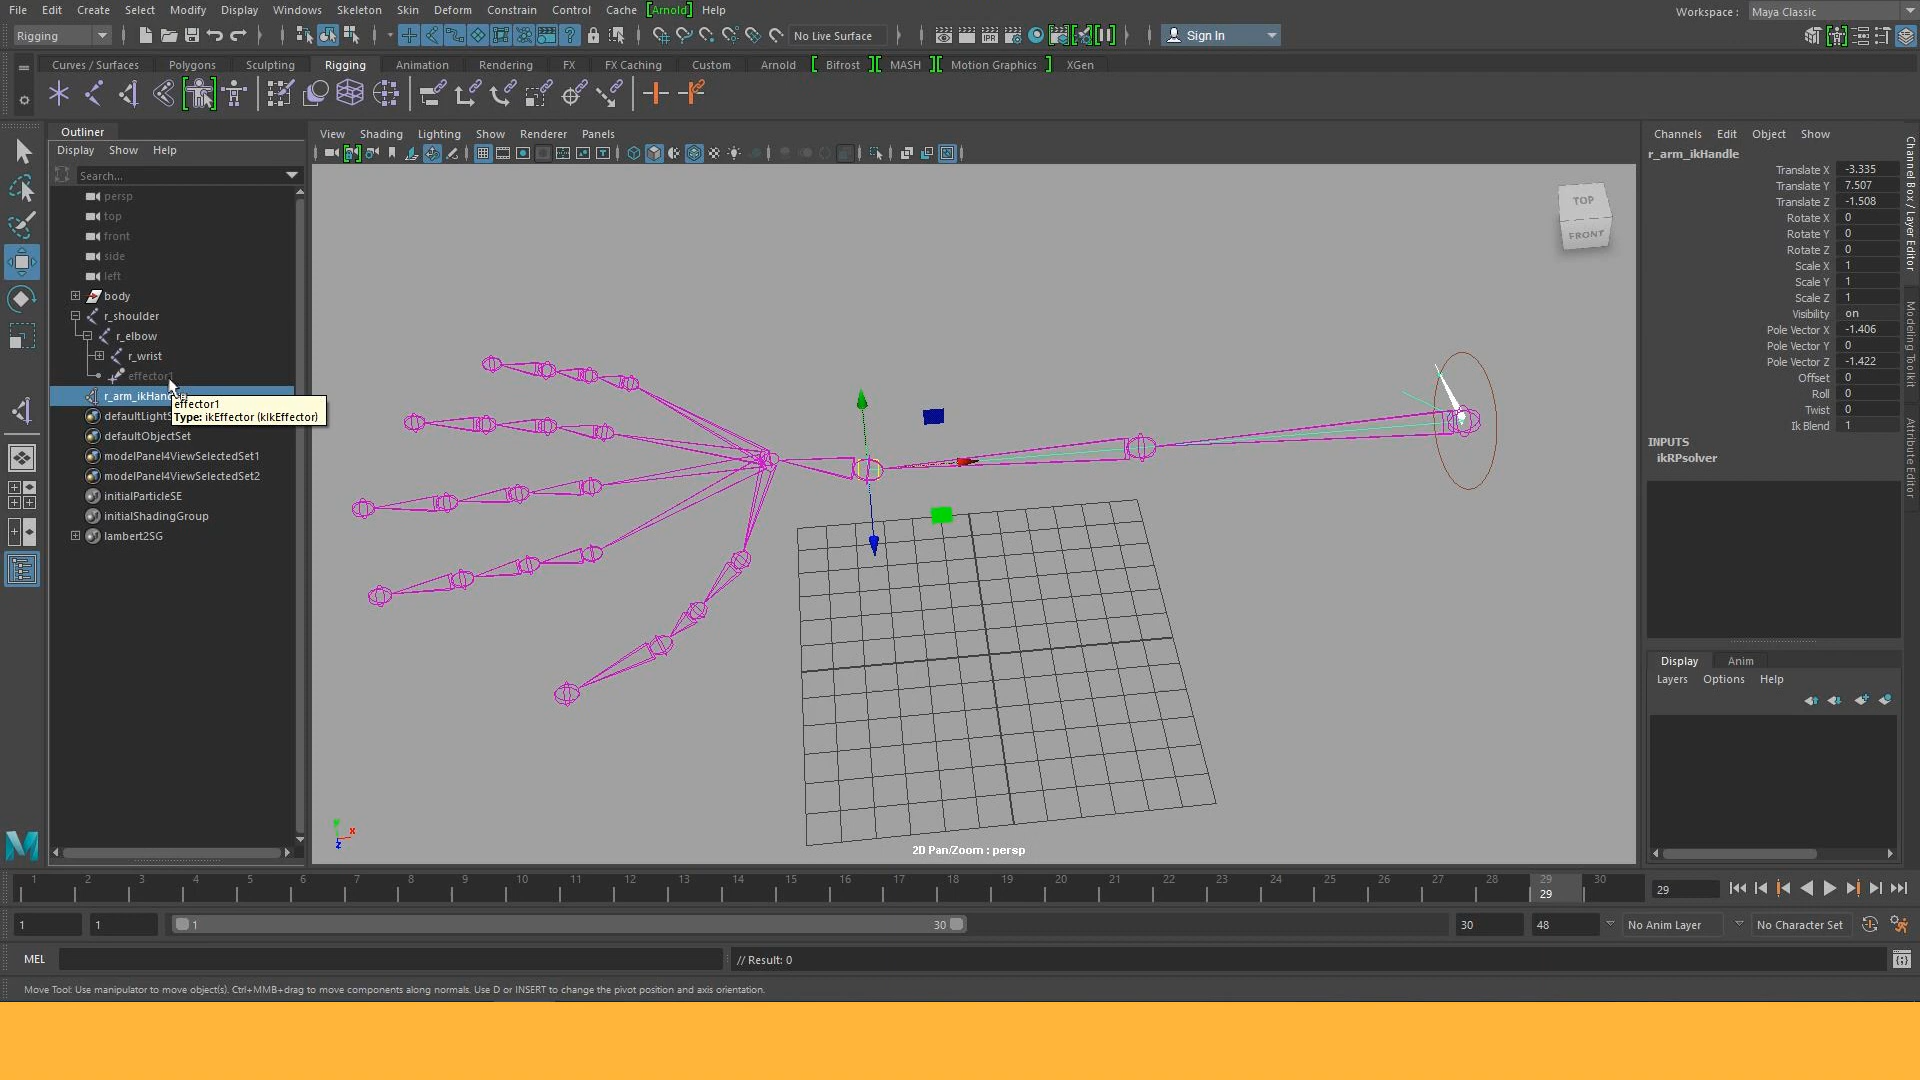 File Edit Create Select Modify Display Windows Skeleton Skin Deform Constrain Control Cache [Arnold] Help
Workspace : Maya Classic
Rigging
No Live Surface
Sign In
Curves / Surfaces Polygons Sculpting Rigging Animation Rendering FX FX Caching Custom Arnold Bifrost MASH Motion Graphics XGen
IPR
Outliner
Display Show Help
Search...
persp
top
front
side
left
body
r_shoulder
r_elbow
r_wrist
effector1
effector1
Type: ikEffector (kIkEffector)
defaultObjectSet
modelPanel4ViewSelectedSet1
modelPanel4ViewSelectedSet2
initialParticleSE
initialShadingGroup
lambert2SG
View Shading Lighting Show Renderer Panels
TOP
FRONT
y
x
z
2D Pan/Zoom : persp
Channels Edit Object Show
r_arm_ikHandle
Translate X -3.335
Translate Y 7.507
Translate Z -1.508
Rotate X 0
Rotate Y 0
Rotate Z 0
Scale X 1
Scale Y 1
Scale Z 1
Visibility on
Pole Vector X -1.406
Pole Vector Y 0
Pole Vector Z -1.422
Offset 0
Roll 0
Twist 0
Ik Blend 1
INPUTS
ikRPsolver
Channel Box / Layer Editor
Modeling Toolkit
Attribute Editor
Display Anim
Layers Options Help
1 2 3 4 5 6 7 8 9 10 11 12 13 14 15 16 17 18 19 20 21 22 23 24 25 26 27 28 29 30
29
29
1 1 1 30 30 48
No Anim Layer
No Character Set
MEL
// Result: 0
Move Tool: Use manipulator to move object(s). Ctrl+MMB+drag to move components along normals. Use D or INSERT to change the pivot position and axis orientation.